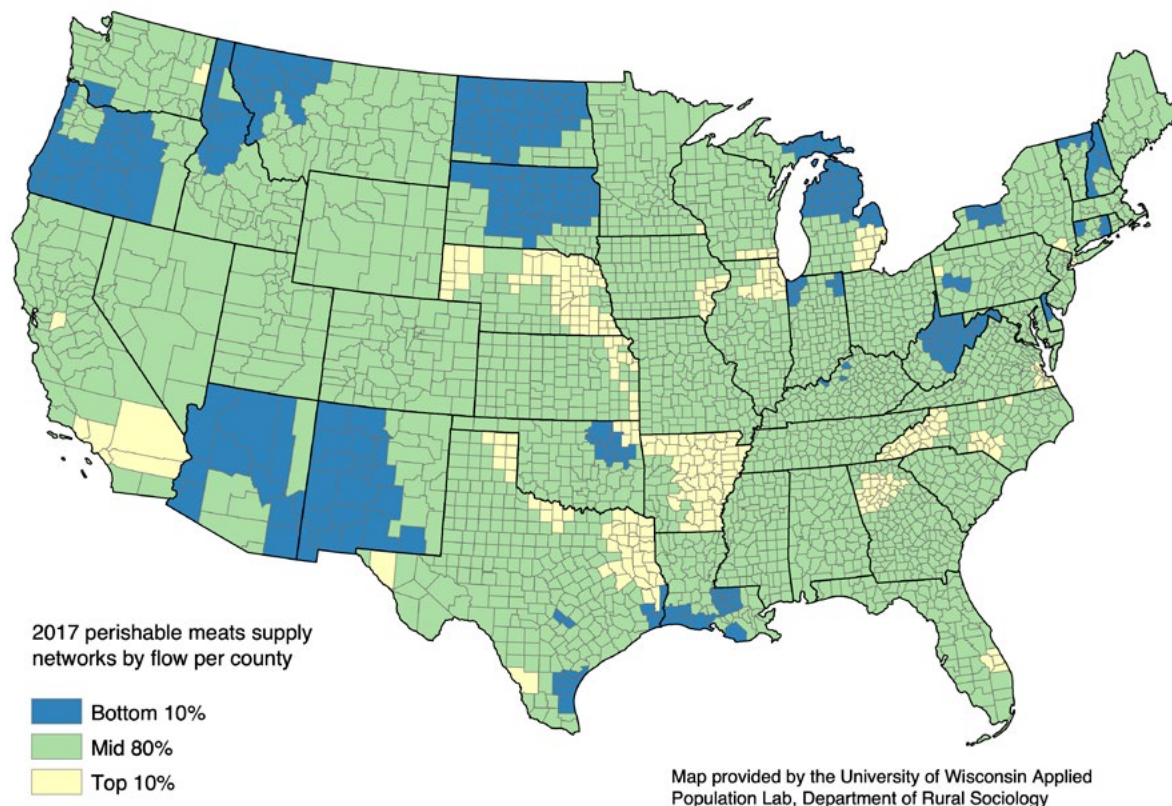 2017 perishable meats supply
networks by flow per county
Bottom 10%
Mid 80%
Top 10%
Map provided by the University of Wisconsin Applied
Population Lab, Department of Rural Sociology